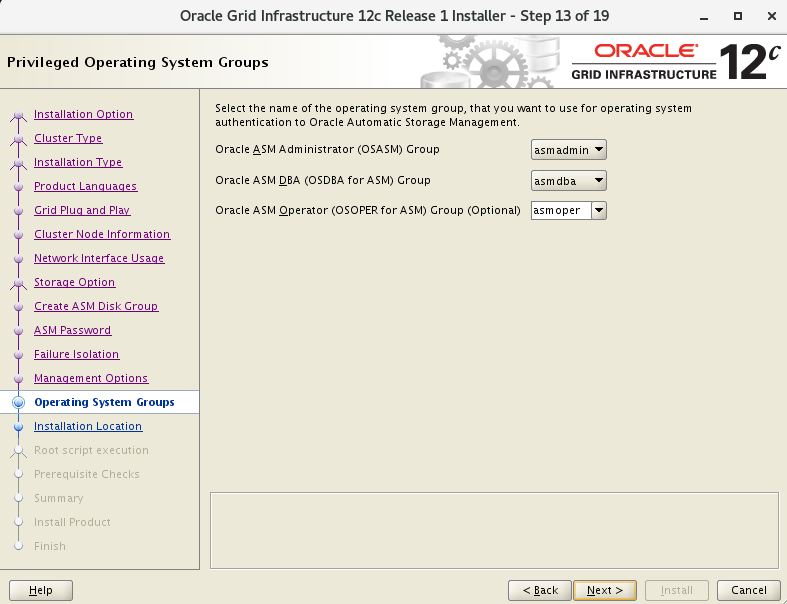 Oracle Grid Infrastructure 12c Release 1 Installer - Step 13 of 19
Privileged Operating System Groups
ORACLE
GRID INFRASTRUCTURE
12c
Installation Option
Cluster Type
Installation Type
Product Languages
Grid Plug and Play
Cluster Node Information
Network Interface Usage
Storage Option
Create ASM Disk Group
ASM Password
Failure Isolation
Management Options
Operating System Groups
Installation Location
Root script execution
Prerequisite Checks
Summary
Install Product
Finish
Select the name of the operating system group, that you want to use for operating system
authentication to Oracle Automatic Storage Management.
Oracle ASM Administrator (OSASM) Group
asmadmin
Oracle ASM DBA (OSDBA for ASM) Group
asmdba
Oracle ASM Operator (OSOPER for ASM) Group (Optional)
asmoper
Help
< Back
Next >
Install
Cancel